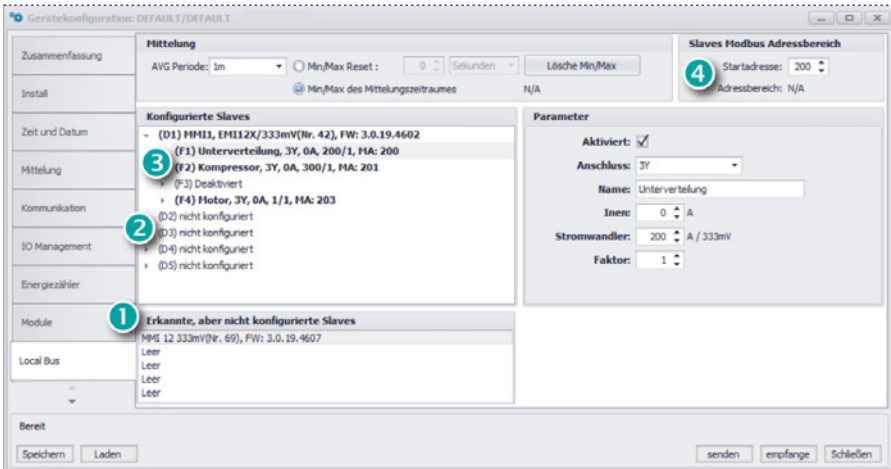 Gerätekonfiguration: DEFAULT/DEFAULT
Zusammenfassung
Install
Zeit und Datum
Mittelung
Kommunikation
IO Management
Energiezähler
Module
Local Bus
Mittelung
AVG Periode: 1m
Min/Max Reset : 0 Sekunden Lösche Min/Max
Min/Max des Mittelungszeitraumes N/A
Slaves Modbus Adressbereich
4
Startadresse: 200
Adressbereich: N/A
Konfigurierte Slaves
(D1) MMI1, EMI12X/333mV(Nr. 42), FW: 3.0.19.4602
(F1) Unterverteilung, 3Y, 0A, 200/1, MA: 200
3
(F2) Kompressor, 3Y, 0A, 300/1, MA: 201
(F3) Deaktiviert
(F4) Motor, 3Y, 0A, 1/1, MA: 203
(D2) nicht konfiguriert
2
(D3) nicht konfiguriert
(D4) nicht konfiguriert
(D5) nicht konfiguriert
Parameter
Aktiviert:
Anschluss: 3Y
Name: Unterverteilung
Inen: 0 A
Stromwandler: 200 A / 333mV
Faktor: 1
1
Erkannte, aber nicht konfigurierte Slaves
MMI 12 333mV(Nr. 69), FW: 3.0.19.4607
Leer
Leer
Leer
Leer
Bereit
Speichern Laden senden empfange Schließen